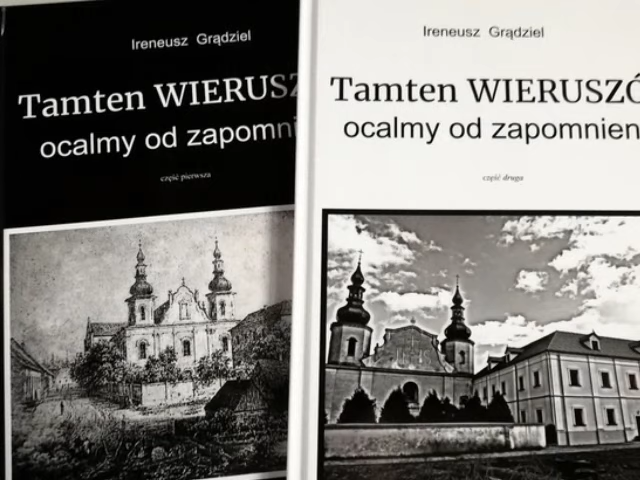 Ireneusz Grądziel
Tamten WIERUSZ
ocalmy od zapomni
część pierwsza
Ireneusz Grądziel
Tamten WIERUSZÓ
ocalmy od zapomnien
część druga